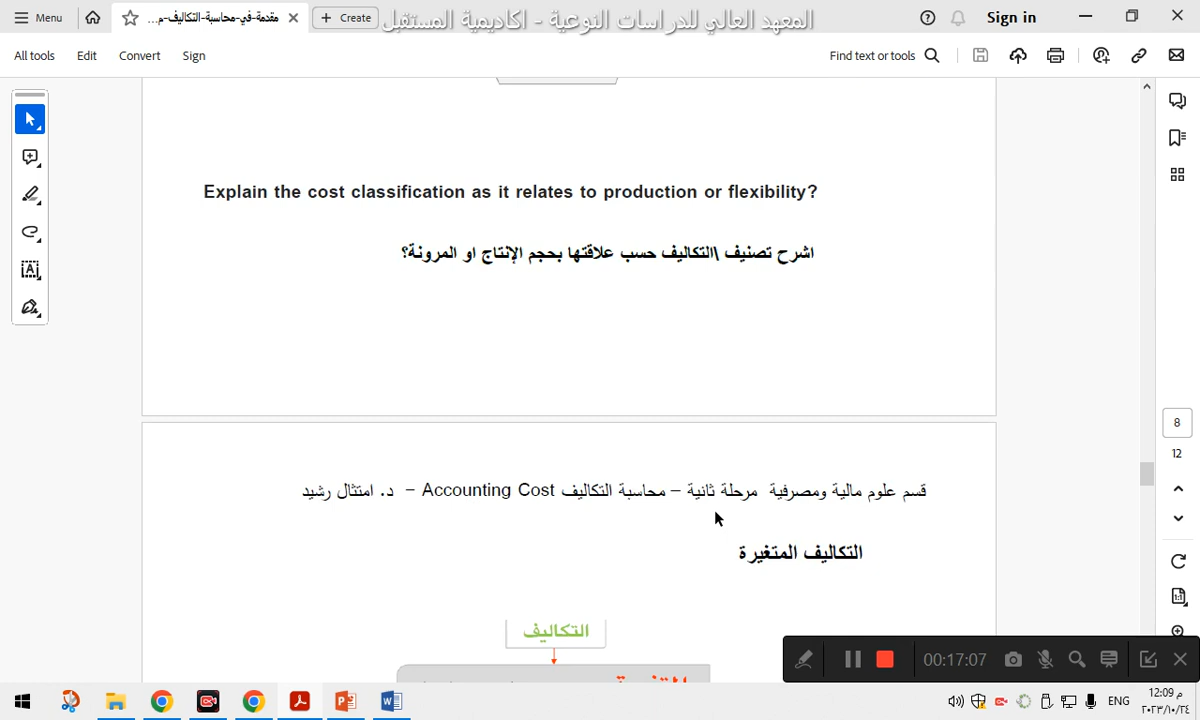 Menu
مقدمة-في-محاسبة-التكاليف-م...
Create
المعهد العالي للدراسات النوعية - اكاديمية المستقبل
Sign in
All tools
Edit
Convert
Sign
Find text or tools
Explain the cost classification as it relates to production or flexibility?
اشرح تصنيف \التكاليف حسب علاقتها بحجم الإنتاج او المرونة؟
8
12
قسم علوم مالية ومصرفية مرحلة ثانية – محاسبة التكاليف Accounting Cost – د. امتثال رشيد
التكاليف المتغيرة
التكاليف
00:17:07
ENG
12:09 م
٢٠٢٣/١٠/٢٤